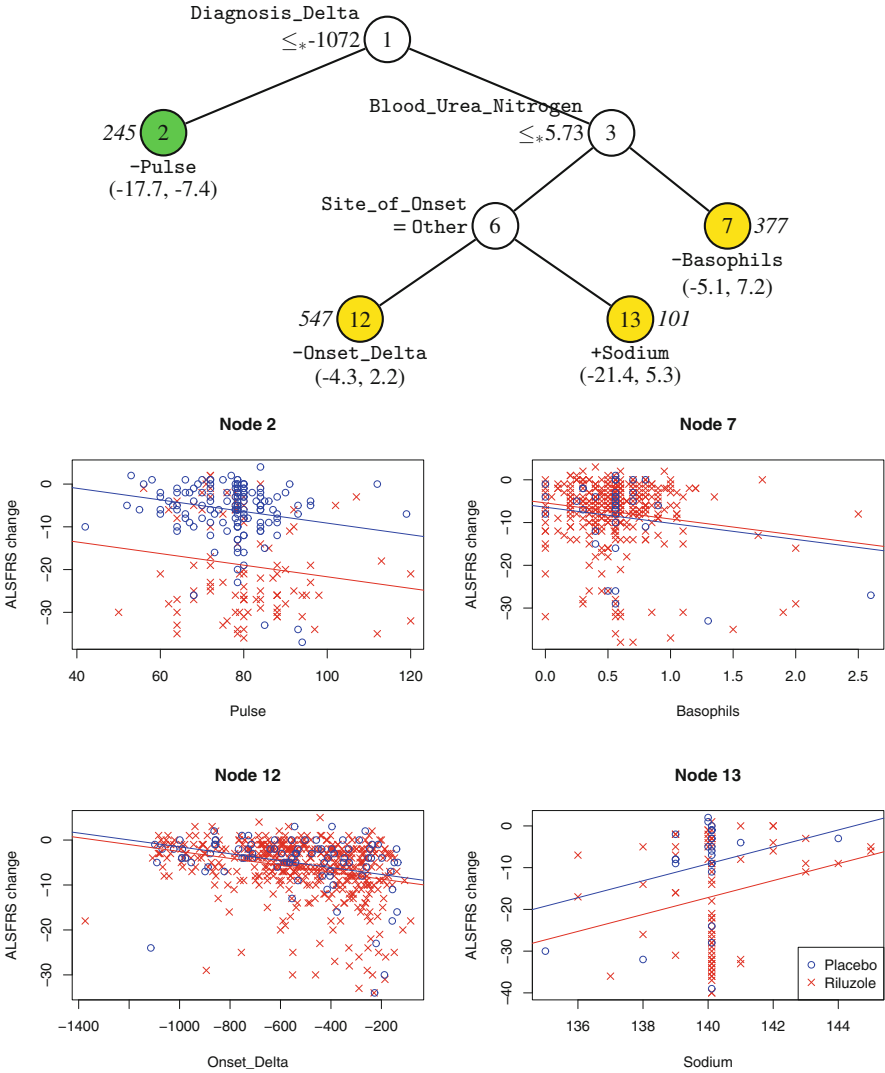 Diagnosis_Delta
≤*-1072
1
Blood_Urea_Nitrogen
≤*5.73
3
245
2
-Pulse
(-17.7, -7.4)
Site_of_Onset
= Other
6
7
377
-Basophils
(-5.1, 7.2)
547
12
-Onset_Delta
(-4.3, 2.2)
13
101
+Sodium
(-21.4, 5.3)
Node 2
ALSFRS change
0
−10
−20
−30
40
60
80
100
120
Pulse
Node 7
ALSFRS change
0
−10
−20
−30
0.0
0.5
1.0
1.5
2.0
2.5
Basophils
Node 12
ALSFRS change
0
−10
−20
−30
−1400
−1000
−800
−600
−400
−200
Onset_Delta
Node 13
ALSFRS change
0
−10
−20
−30
−40
136
138
140
142
144
Sodium
Placebo
Riluzole